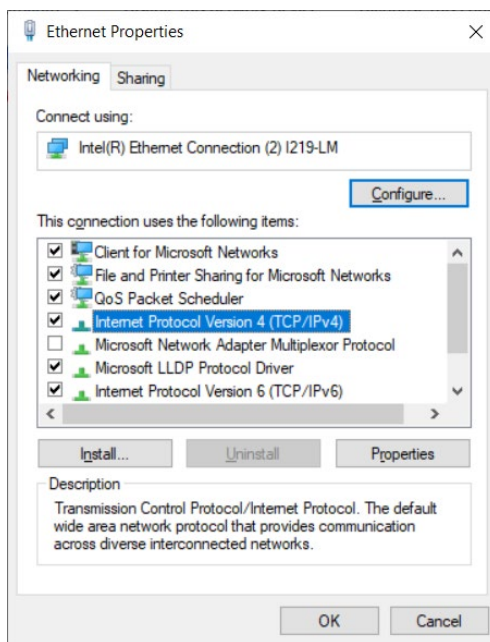 Ethernet Properties
Networking Sharing
Connect using:
Intel(R) Ethernet Connection (2) I219-LM
Configure...
This connection uses the following items:
Client for Microsoft Networks
File and Printer Sharing for Microsoft Networks
QoS Packet Scheduler
Internet Protocol Version 4 (TCP/IPv4)
Microsoft Network Adapter Multiplexor Protocol
Microsoft LLDP Protocol Driver
Internet Protocol Version 6 (TCP/IPv6)
Install... Uninstall Properties
Description
Transmission Control Protocol/Internet Protocol. The default
wide area network protocol that provides communication
across diverse interconnected networks.
OK Cancel